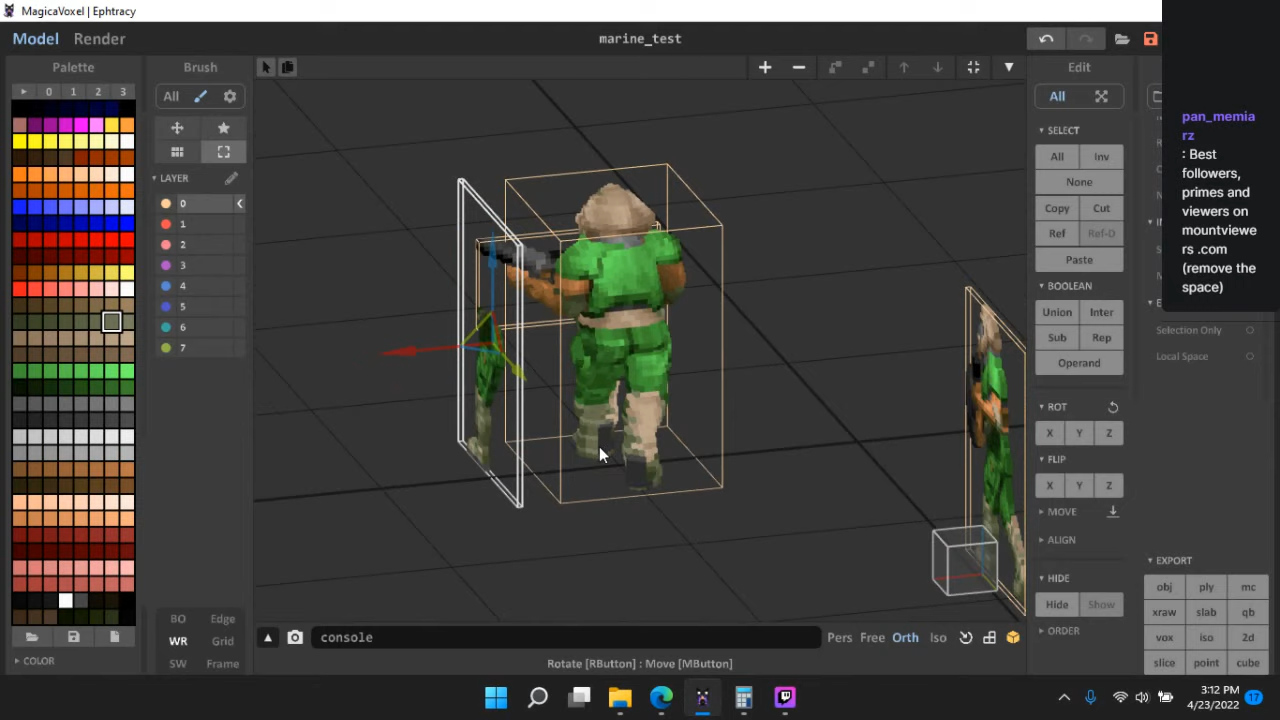 MagicaVoxel | Ephtracy
Model Render
marine_test
Palette
Brush
Edit
0 1 2 3
All
All
SELECT
All Inv
None
Copy Cut
Ref Ref-D
Paste
BOOLEAN
Union Inter
Sub Rep
Operand
ROT
X Y Z
FLIP
X Y Z
MOVE
ALIGN
HIDE
Hide Show
ORDER
LAYER
0
1
2
3
4
5
6
7
BO Edge
WR Grid
SW Frame
COLOR
console
Pers Free Orth Iso
Rotate [RButton] : Move [MButton]
pan_memia
rz
: Best
followers,
primes and
viewers on
mountviewe
rs .com
(remove the
space)
Selection Only
Local Space
EXPORT
obj ply mc
xraw slab qb
vox iso 2d
slice point cube
3:12 PM
4/23/2022
17